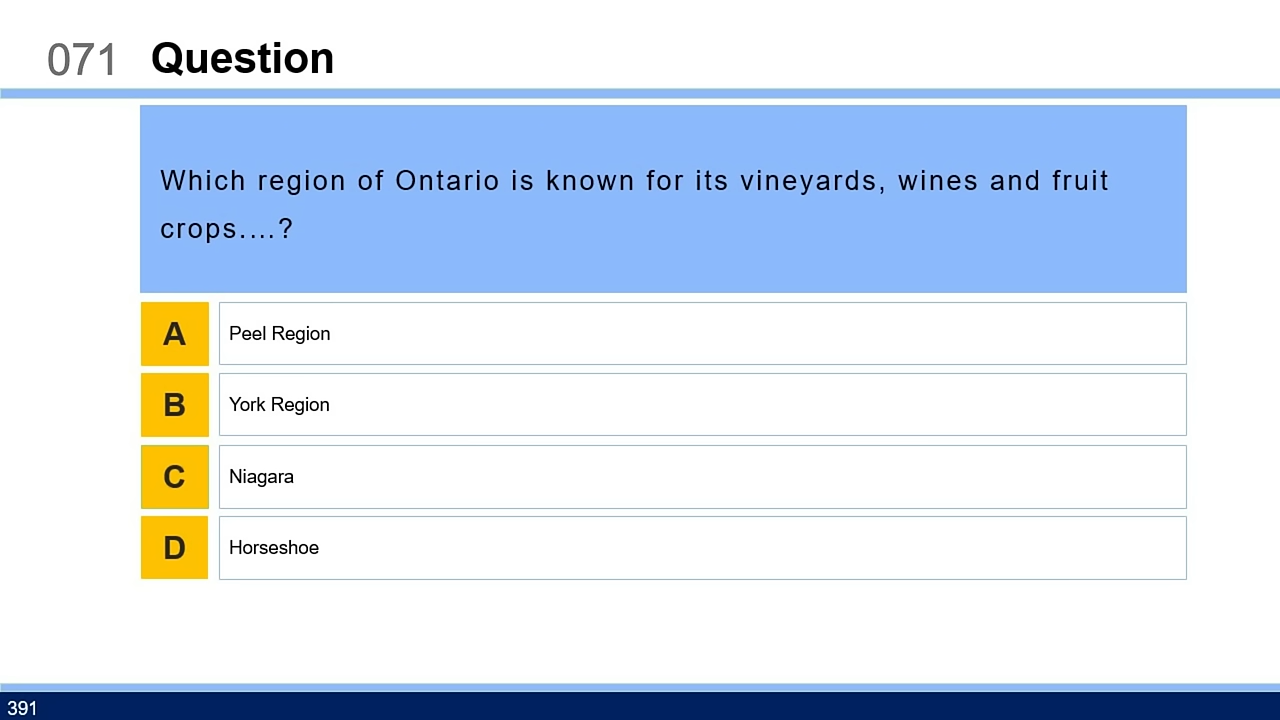 071 Question
Which region of Ontario is known for its vineyards, wines and fruit
crops....?
A Peel Region
B York Region
C Niagara
D Horseshoe
391